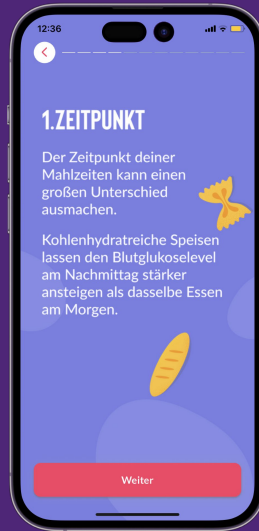 12:36
1.ZEITPUNKT
Der Zeitpunkt deiner
Mahlzeiten kann einen
großen Unterschied
ausmachen.
Kohlenhydratreiche Speisen
lassen den Blutglukoselevel
am Nachmittag stärker
ansteigen als dasselbe Essen
am Morgen.
Weiter